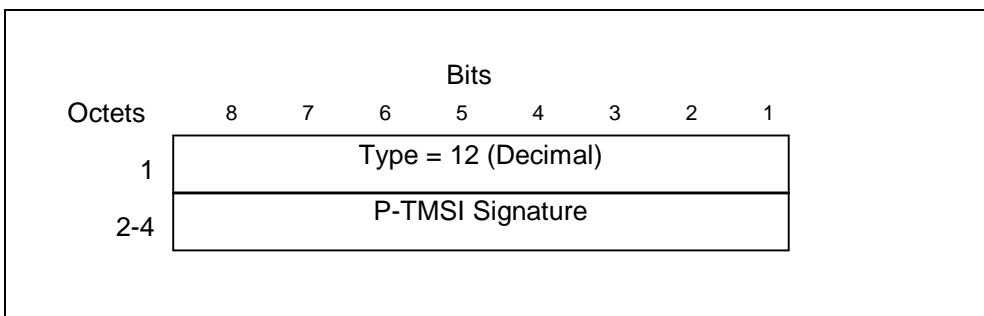 Bits
Octets 8 7 6 5 4 3 2 1
1 Type = 12 (Decimal)
2-4 P-TMSI Signature